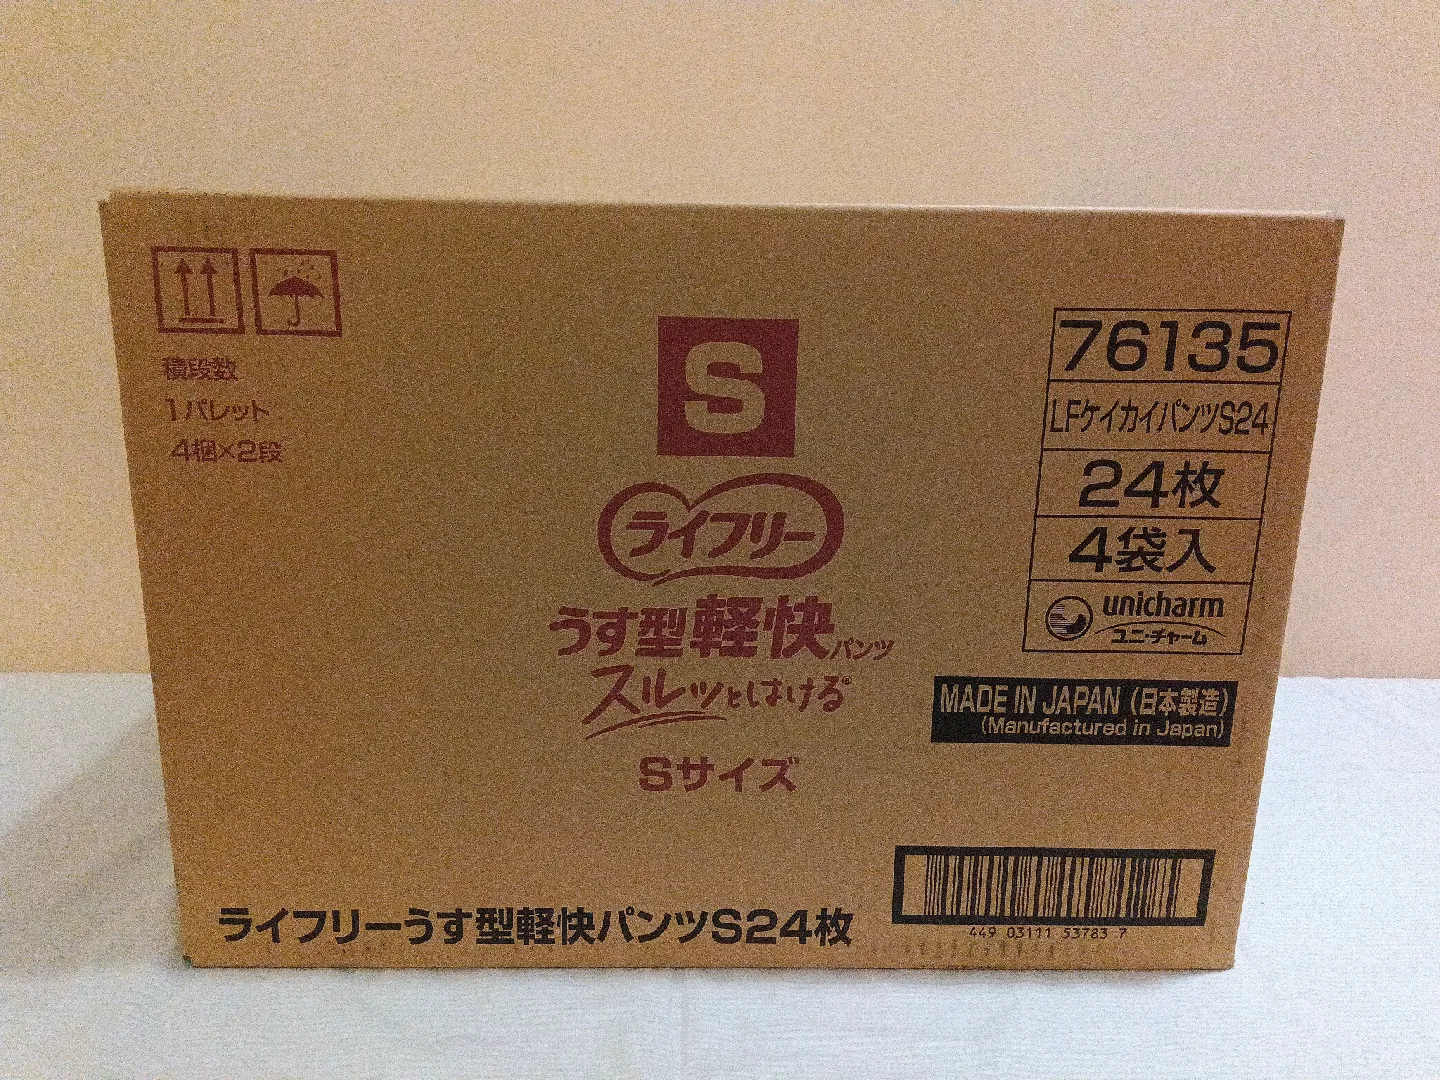 積段数
1パレット
4梱×2段
S
ライフリー
うす型軽快パンツ
スルッとはける®
Sサイズ
76135
LFケイカイパンツS24
24枚
4袋入
unicharm
ユニ・チャーム
MADE IN JAPAN (日本製造)
(Manufactured in Japan)
ライフリーうす型軽快パンツS24枚
449 03111 53783 7